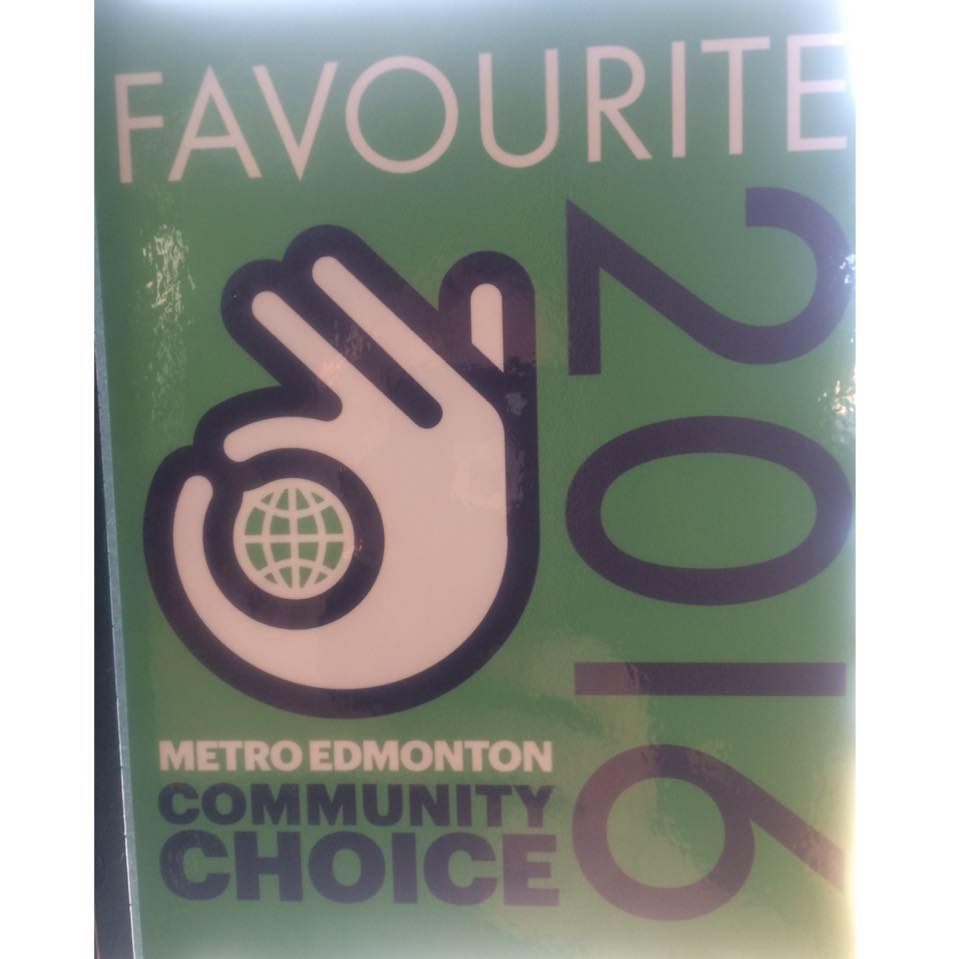 FAVOURITE
2016
METRO EDMONTON
COMMUNITY
CHOICE